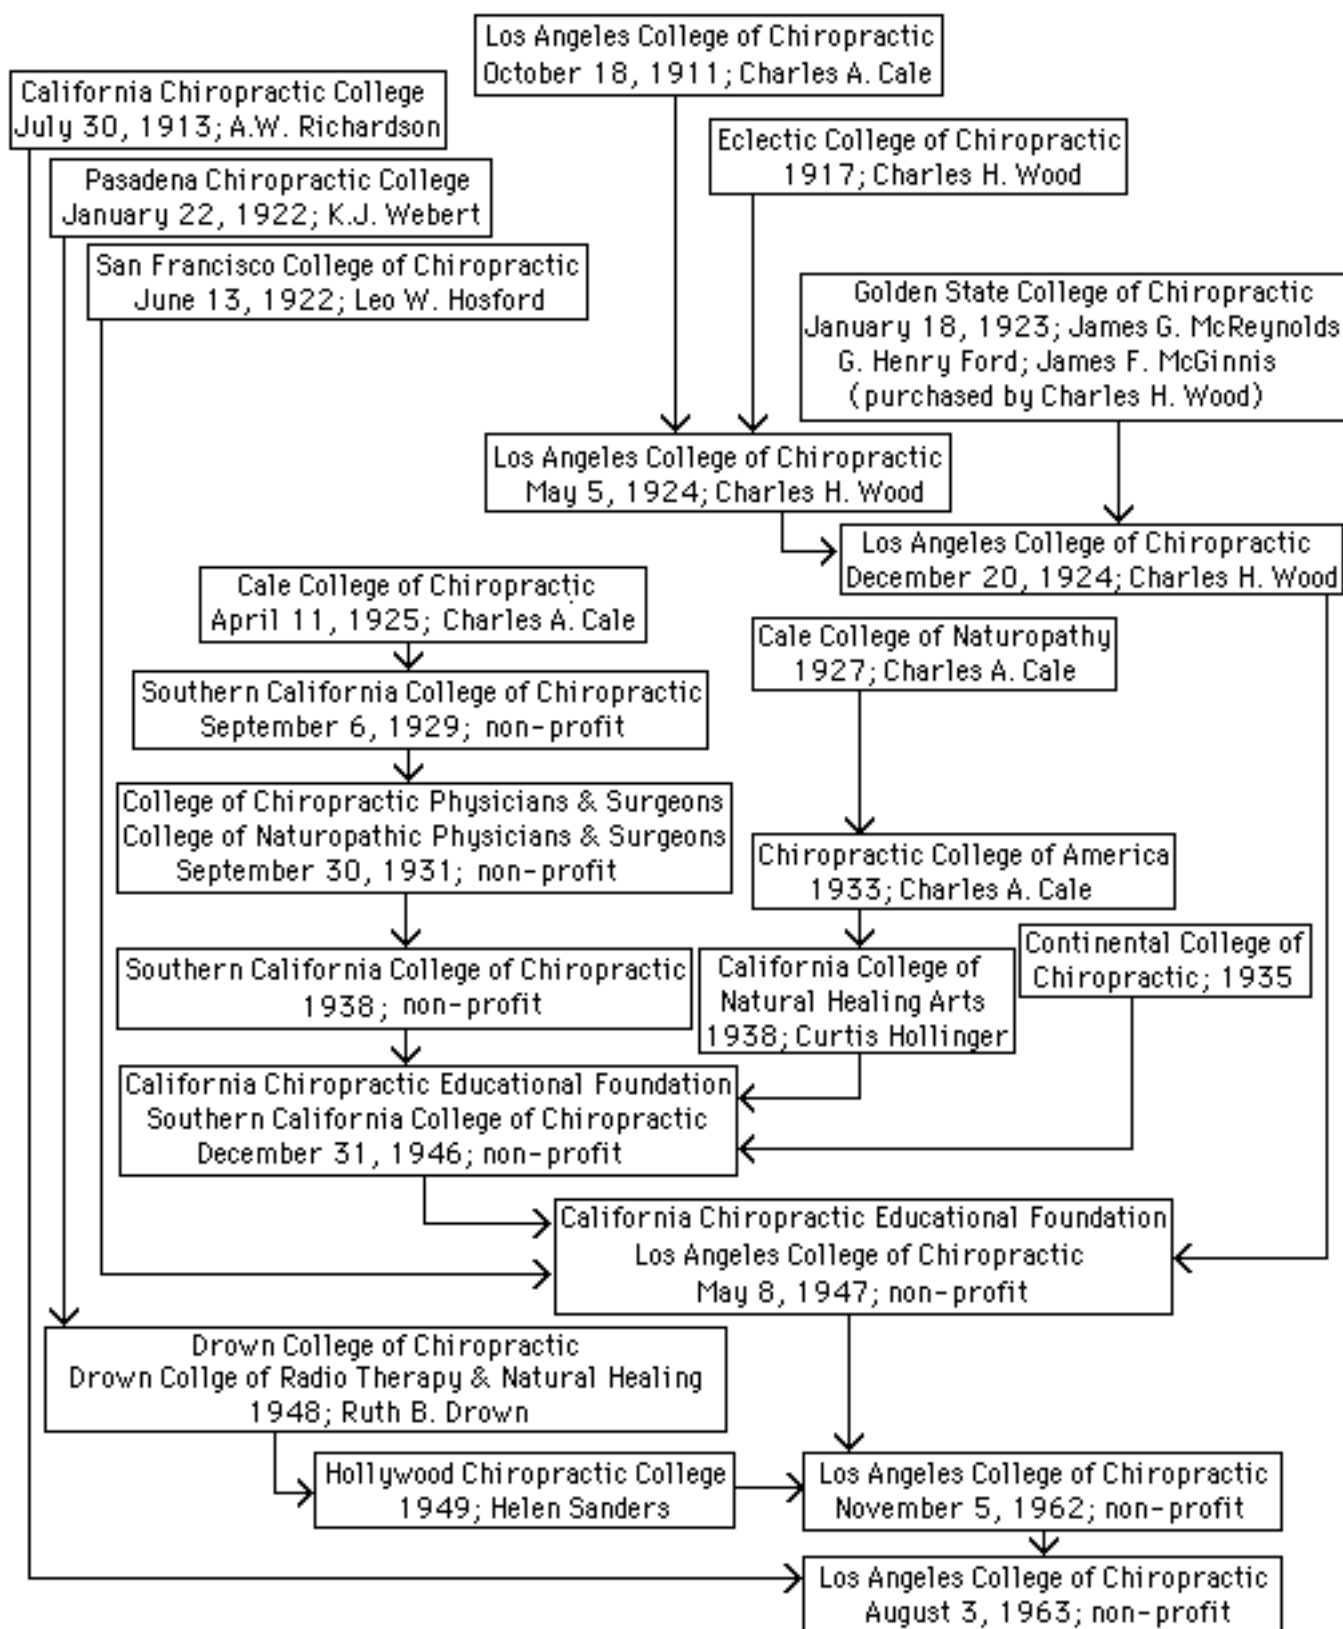 Los Angeles College of Chiropractic
October 18, 1911; Charles A. Cale
California Chiropractic College
July 30, 1913; A.W. Richardson
Eclectic College of Chiropractic
1917; Charles H. Wood
Pasadena Chiropractic College
January 22, 1922; K.J. Webert
San Francisco College of Chiropractic
June 13, 1922; Leo W. Hosford
Golden State College of Chiropractic
January 18, 1923; James G. McReynolds
G. Henry Ford; James F. McGinnis
(purchased by Charles H. Wood)
Los Angeles College of Chiropractic
May 5, 1924; Charles H. Wood
Los Angeles College of Chiropractic
December 20, 1924; Charles H. Wood
Cale College of Chiropractic
April 11, 1925; Charles A. Cale
Cale College of Naturopathy
1927; Charles A. Cale
Southern California College of Chiropractic
September 6, 1929; non-profit
College of Chiropractic Physicians & Surgeons
College of Naturopathic Physicians & Surgeons
September 30, 1931; non-profit
Chiropractic College of America
1933; Charles A. Cale
Continental College of
Chiropractic; 1935
Southern California College of Chiropractic
1938; non-profit
California College of
Natural Healing Arts
1938; Curtis Hollinger
California Chiropractic Educational Foundation
Southern California College of Chiropractic
December 31, 1946; non-profit
California Chiropractic Educational Foundation
Los Angeles College of Chiropractic
May 8, 1947; non-profit
Drown College of Chiropractic
Drown Collge of Radio Therapy & Natural Healing
1948; Ruth B. Drown
Hollywood Chiropractic College
1949; Helen Sanders
Los Angeles College of Chiropractic
November 5, 1962; non-profit
Los Angeles College of Chiropractic
August 3, 1963; non-profit